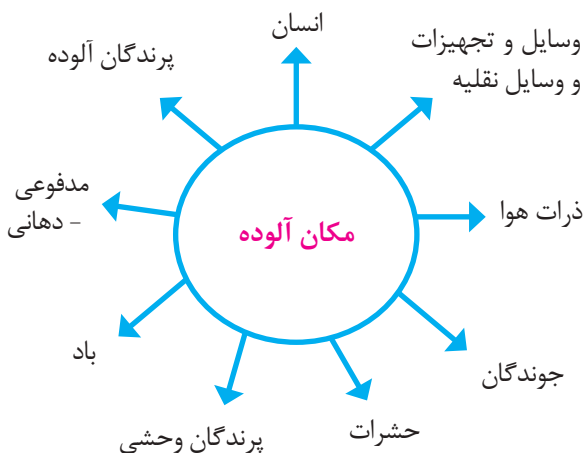 انسان
وسایل و تجهیزات
و وسایل نقلیه
پرندگان آلوده
ذرات هوا
مدفوعی
- دهانی
مکان آلوده
جوندگان
باد
حشرات
پرندگان وحشی